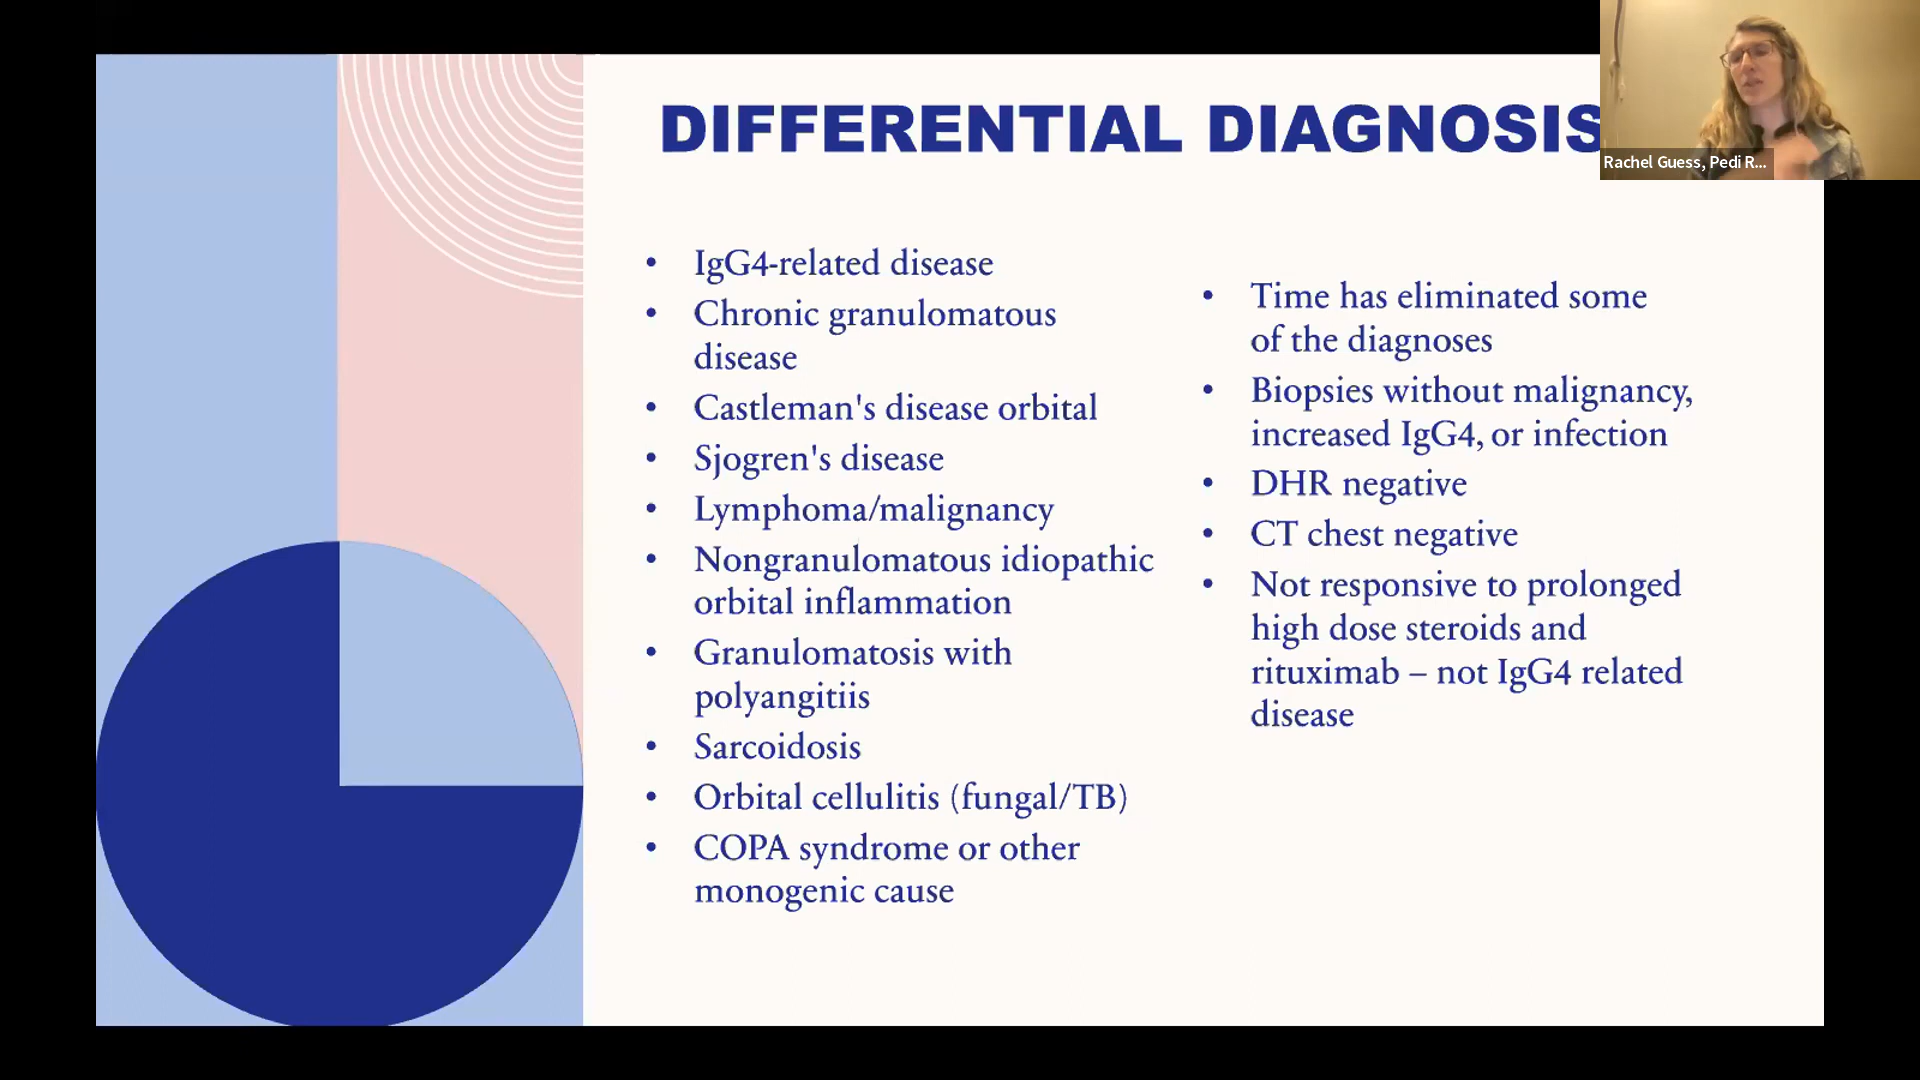 DIFFERENTIAL DIAGNOSIS
Rachel Guess, Pedi R...
• IgG4-related disease
• Chronic granulomatous
disease
• Castleman's disease orbital
• Sjogren's disease
• Lymphoma/malignancy
• Nongranulomatous idiopathic
orbital inflammation
• Granulomatosis with
polyangitiis
• Sarcoidosis
• Orbital cellulitis (fungal/TB)
• COPA syndrome or other
monogenic cause
• Time has eliminated some
of the diagnoses
• Biopsies without malignancy,
increased IgG4, or infection
• DHR negative
• CT chest negative
• Not responsive to prolonged
high dose steroids and
rituximab – not IgG4 related
disease